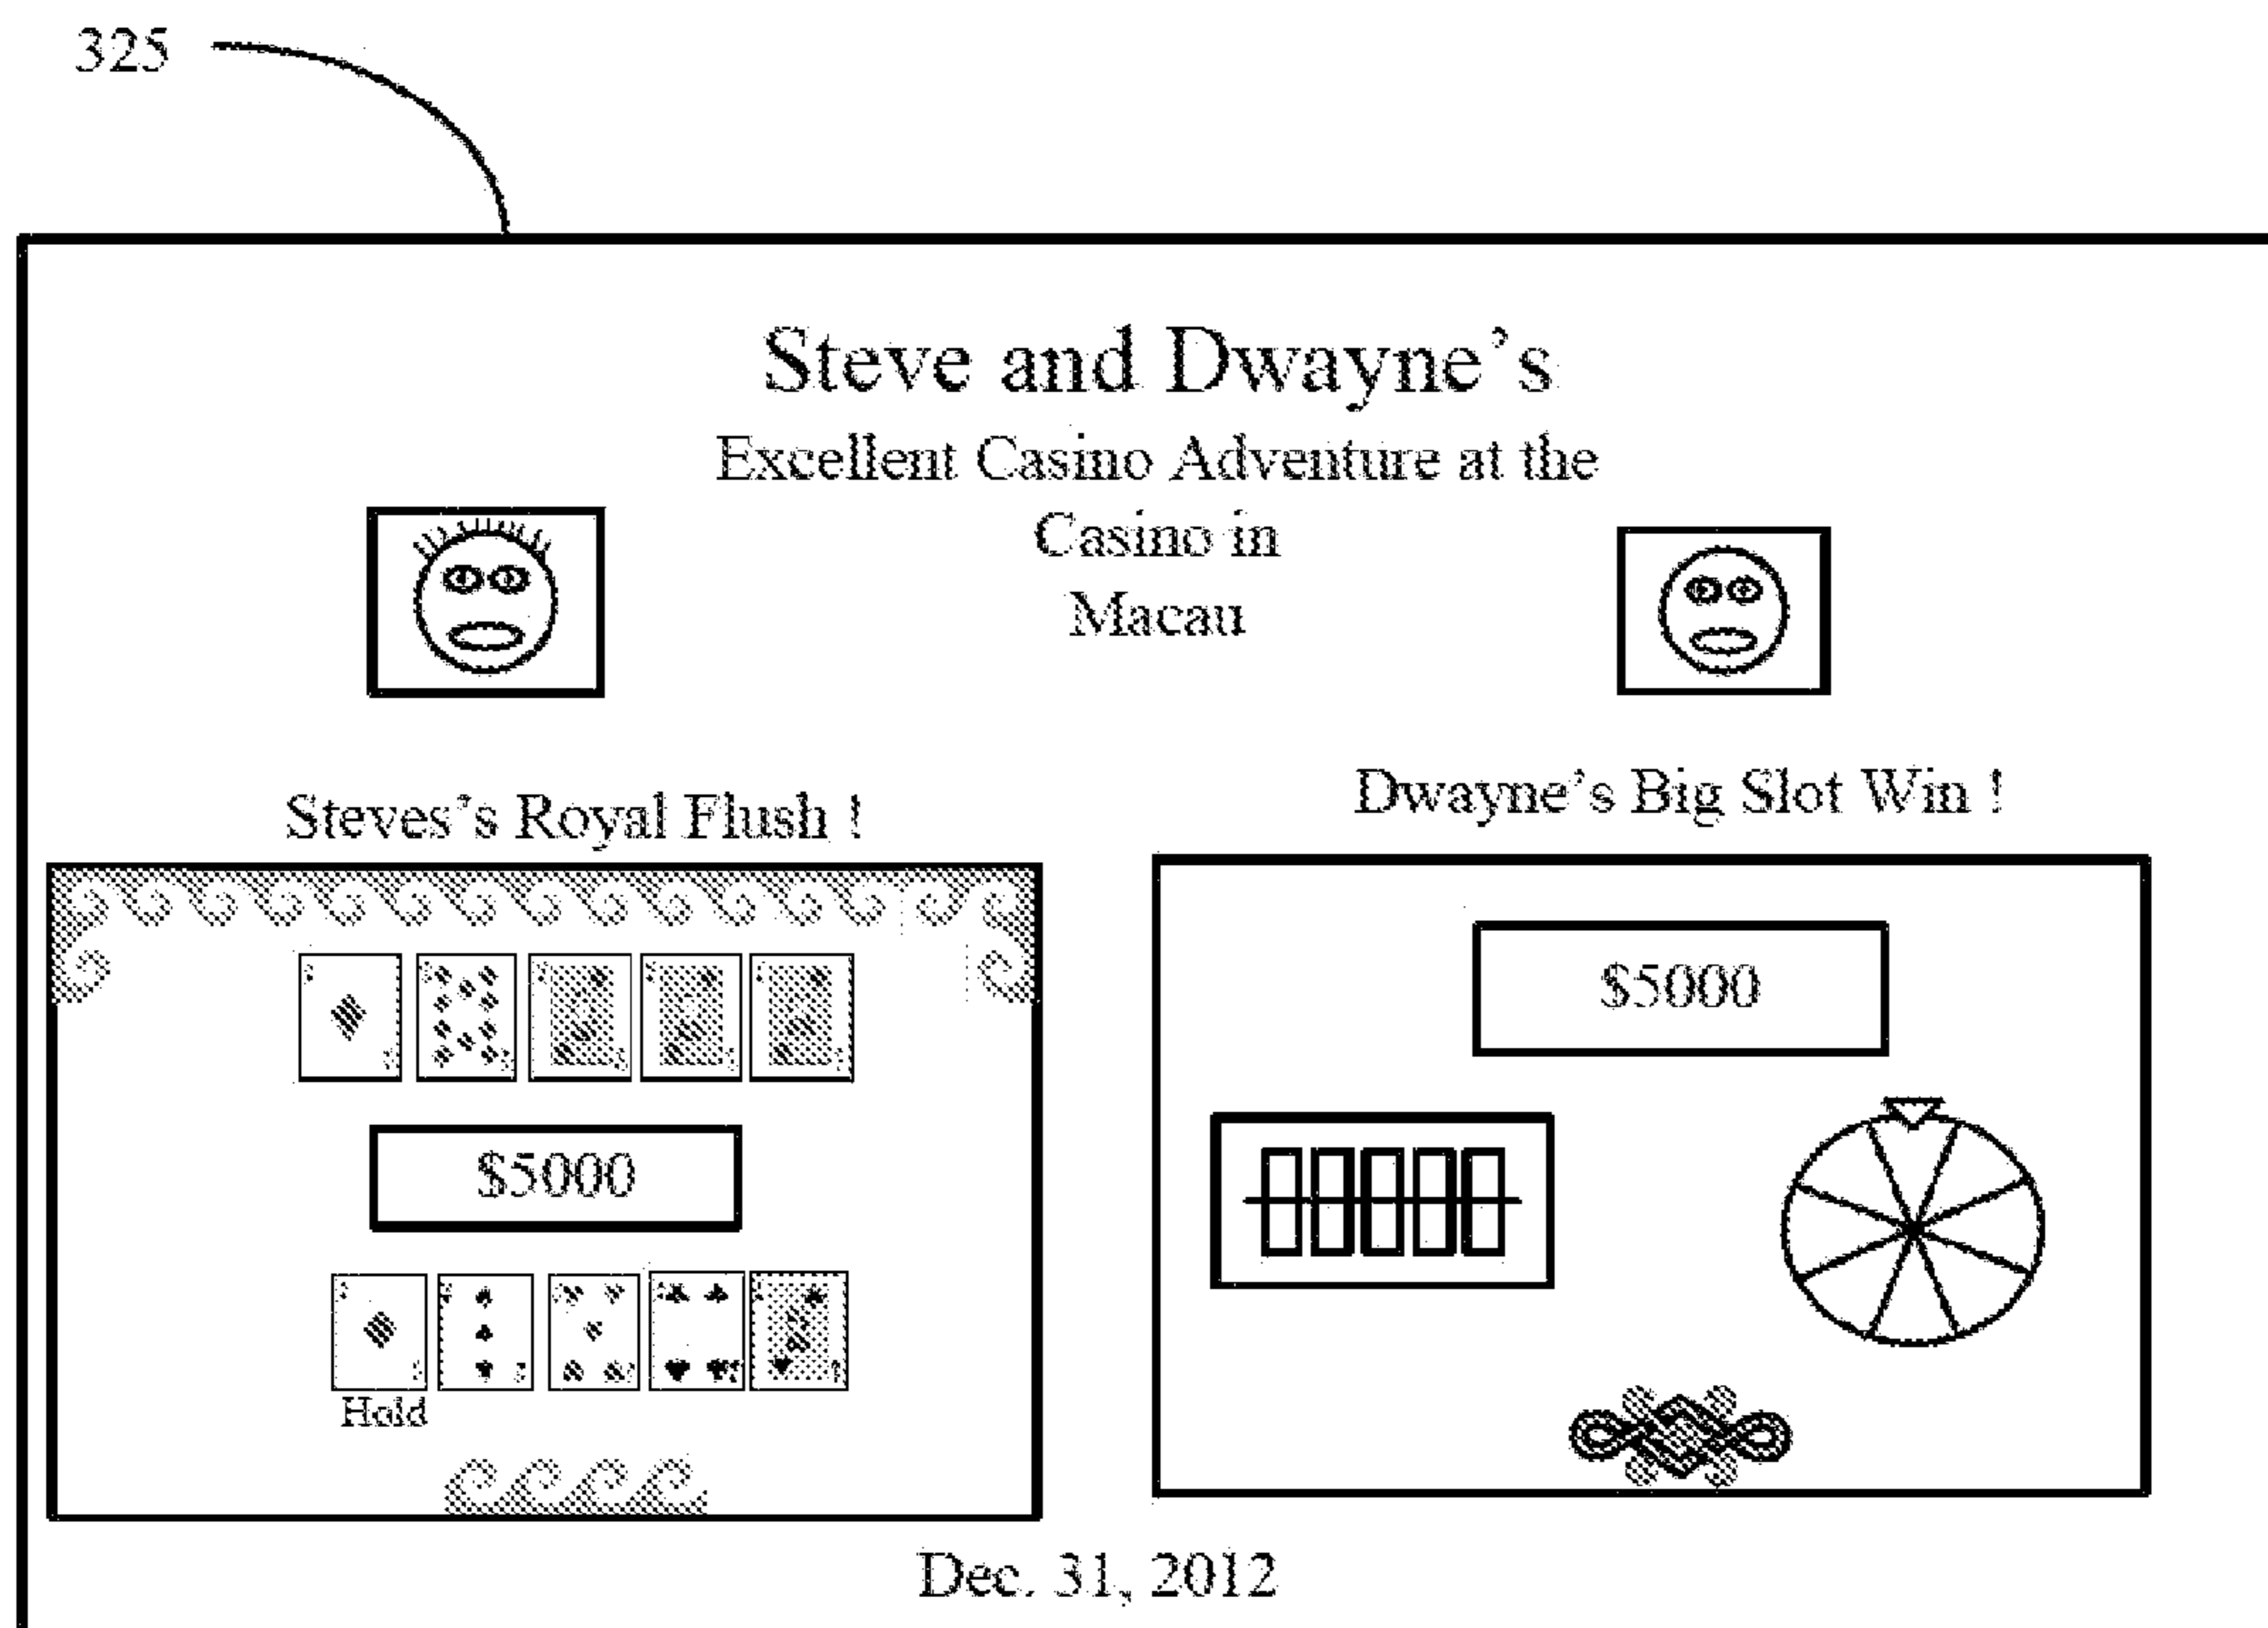 325
Steve and Dwayne's
Excellent Casino Adventure at the
Casino in
Macau
Steves's Royal Flush !
Dwayne's Big Slot Win !
$5000
$5000
Hold
Dec. 31, 2012